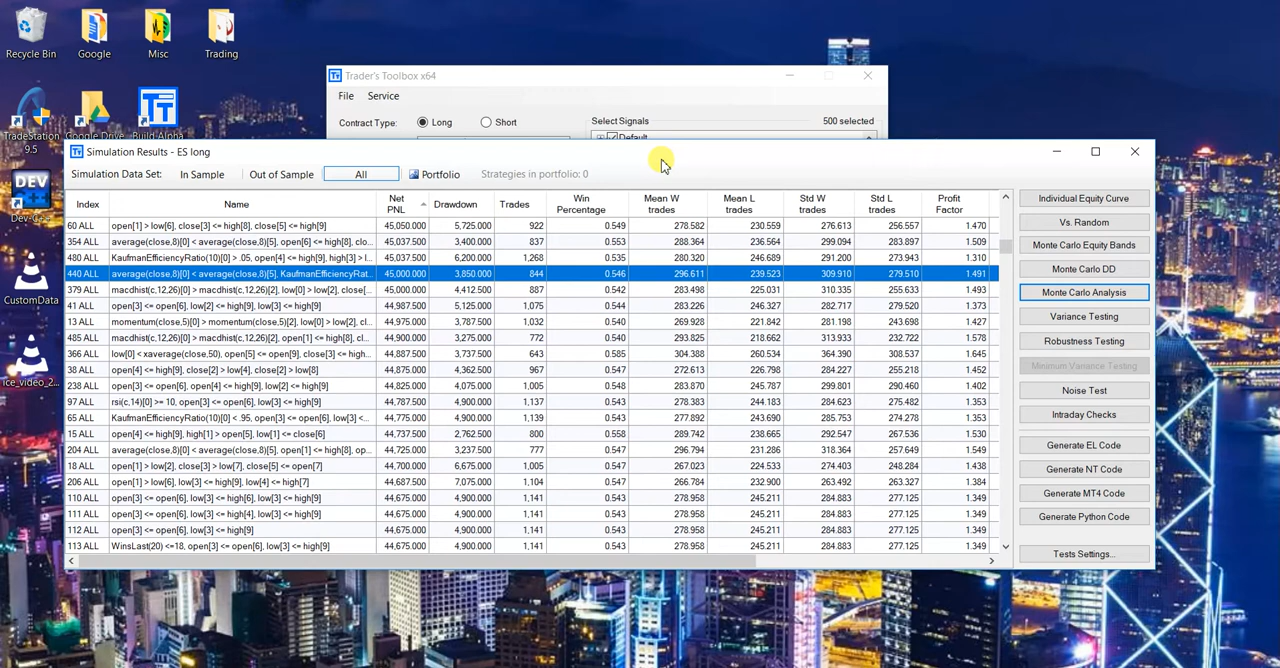 Recycle Bin
Google
Misc
Trading
TradeStation 9.5
Google Drive
Build Alpha
DEV
Dev-C++
CustomData
ice_video_2...
Trader's Toolbox x64
File Service
Contract Type: Long Short
Select Signals 500 selected
Default
Simulation Results - ES long
Simulation Data Set: In Sample Out of Sample All Portfolio Strategies in portfolio: 0
Index Name Net PNL Drawdown Trades Win Percentage Mean W trades Mean L trades Std W trades Std L trades Profit Factor
60 ALL open[1] > low[6], close[3] <= high[8], close[5] <= high[9] 45,050.000 5,725.000 922 0.549 278.582 230.559 276.613 256.557 1.470
354 ALL average(close,8)[0] < average(close,8)[5], open[6] <= high[8], clo... 45,037.500 3,400.000 837 0.553 288.364 236.564 299.094 283.897 1.509
480 ALL KaufmanEfficiencyRatio(10)[0] > .05, open[4] <= high[9], close[1] >... 45,037.500 6,200.000 1,268 0.535 280.320 246.689 291.200 273.943 1.310
440 ALL average(close,8)[0] < average(close,8)[5], KaufmanEfficiencyRat... 45,000.000 3,850.000 844 0.546 296.611 239.523 309.910 279.510 1.491
379 ALL macdhist(c,12,26)[0] > macdhist(c,12,26)[2], low[0] > low[2], close[... 45,000.000 4,412.500 887 0.542 283.498 225.031 310.335 255.633 1.493
41 ALL open[3] <= open[6], low[2] <= high[9], low[3] <= high[9] 44,987.500 5,125.000 1,075 0.544 283.226 246.327 282.717 279.520 1.373
13 ALL momentum(close,5)[0] > momentum(close,5)[2], low[0] > low[2], cl... 44,975.000 3,787.500 1,032 0.540 269.928 221.842 281.198 243.698 1.427
485 ALL macdhist(c,12,26)[0] > macdhist(c,12,26)[2], open[1] <= high[8], ... 44,900.000 3,275.000 772 0.540 293.825 218.662 313.933 232.722 1.578
366 ALL low[0] < xaverage(close,50), open[5] <= open[9], close[3] <= high... 44,887.500 3,737.500 643 0.585 304.388 260.534 364.390 308.537 1.645
38 ALL open[4] <= high[9], close[2] > low[4], close[2] > low[8] 44,875.000 4,362.500 967 0.547 284.118 226.798 284.227 255.218 1.452
238 ALL open[3] <= open[6], open[4] <= high[9], low[2] <= high[9] 44,825.000 4,075.000 1,005 0.548 283.870 245.787 299.801 290.460 1.402
97 ALL rsi(c,14)[0] >= 10, open[3] <= open[6], low[3] <= high[9] 44,787.500 4,900.000 1,137 0.544 278.383 244.183 284.623 275.482 1.353
65 ALL KaufmanEfficiencyRatio(10)[0] < .95, open[3] <= open[6], low[3] <... 44,775.000 4,900.000 1,139 0.543 277.892 243.690 285.753 274.278 1.353
15 ALL open[4] <= high[9], high[1] > open[5], low[1] <= close[6] 44,737.500 2,762.500 800 0.558 289.742 238.665 292.547 267.536 1.530
204 ALL average(close,8)[0] <= average(close,8)[5], open[1] <= high[8], op... 44,725.000 3,237.500 777 0.549 296.794 231.286 318.364 257.649 1.549
18 ALL open[1] > low[2], close[3] > low[7], close[5] <= open[7] 44,700.000 6,675.000 1,005 0.543 267.023 224.533 274.403 248.284 1.438
206 ALL open[1] > low[6], low[3] <= high[9], low[4] <= high[7] 44,687.500 7,075.000 1,104 0.542 266.784 232.900 263.492 263.327 1.384
110 ALL open[3] <= open[6], low[3] <= high[6], low[3] <= high[9] 44,675.000 4,900.000 1,141 0.543 278.958 245.211 284.883 277.125 1.349
111 ALL open[3] <= open[6], low[3] <= high[4], low[3] <= high[9] 44,675.000 4,900.000 1,141 0.543 278.958 245.211 284.883 277.125 1.349
112 ALL open[3] <= open[6], low[3] <= high[9] 44,675.000 4,900.000 1,141 0.543 278.958 245.211 284.883 277.125 1.349
113 ALL WinsLast(20) <=18, open[3] <= open[6], low[3] <= high[9] 44,675.000 4,900.000 1,141 0.543 278.958 245.211 284.883 277.125 1.349
Individual Equity Curve
Vs. Random
Monte Carlo Equity Bands
Monte Carlo DD
Monte Carlo Analysis
Variance Testing
Robustness Testing
Minimum Variance Testing
Noise Test
Intraday Checks
Generate EL Code
Generate NT Code
Generate MT4 Code
Generate Python Code
Tests Settings...